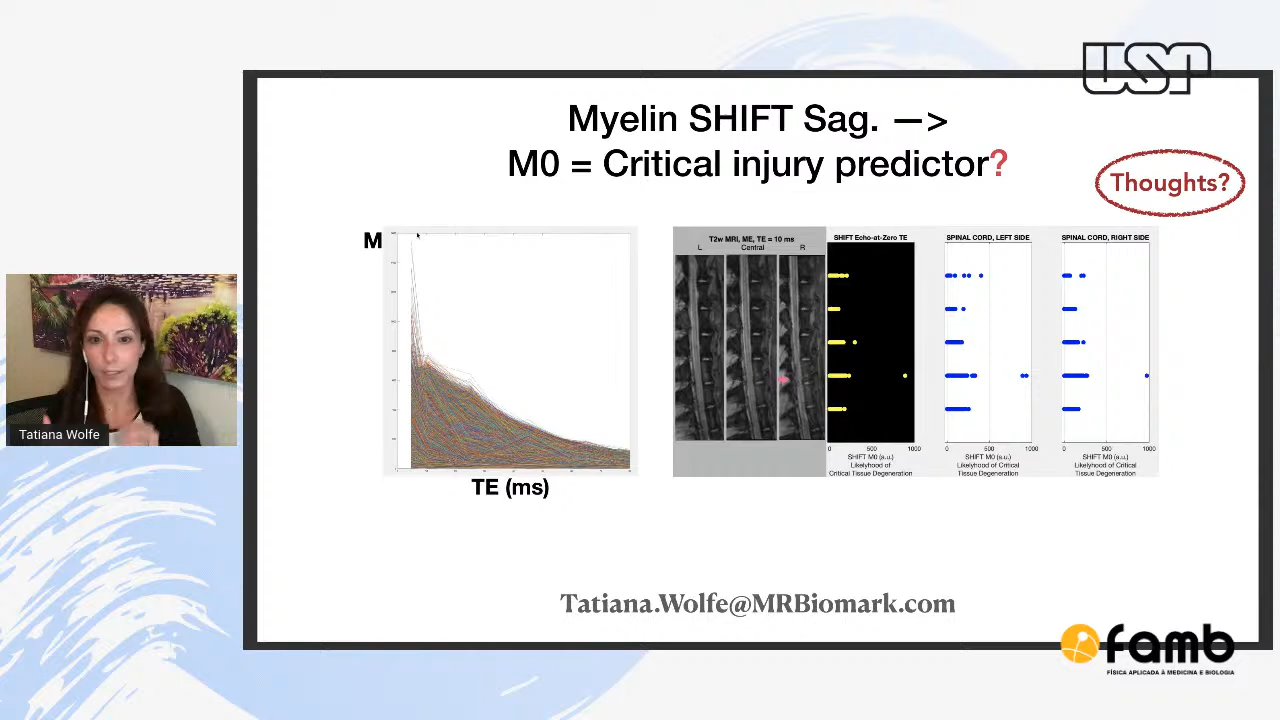 USP
Myelin SHIFT Sag. —>
M0 = Critical injury predictor?
Thoughts?
M
TE (ms)
T2w MRI, ME, TE = 10 ms
L Central R
SHIFT Echo-at-Zero TE
0 500 1000
SHIFT M0 (s.u.)
Likelyhood of
Critical Tissue Degeneration
SPINAL CORD, LEFT SIDE
0 500 1000
SHIFT M0 (s.u.)
Likelyhood of Critical
Tissue Degeneration
SPINAL CORD, RIGHT SIDE
0 500 1000
SHIFT M0 (s.u.)
Likelyhood of Critical
Tissue Degeneration
Tatiana Wolfe
Tatiana.Wolfe@MRBiomark.com
famb
FÍSICA APLICADA À MEDICINA E BIOLOGIA